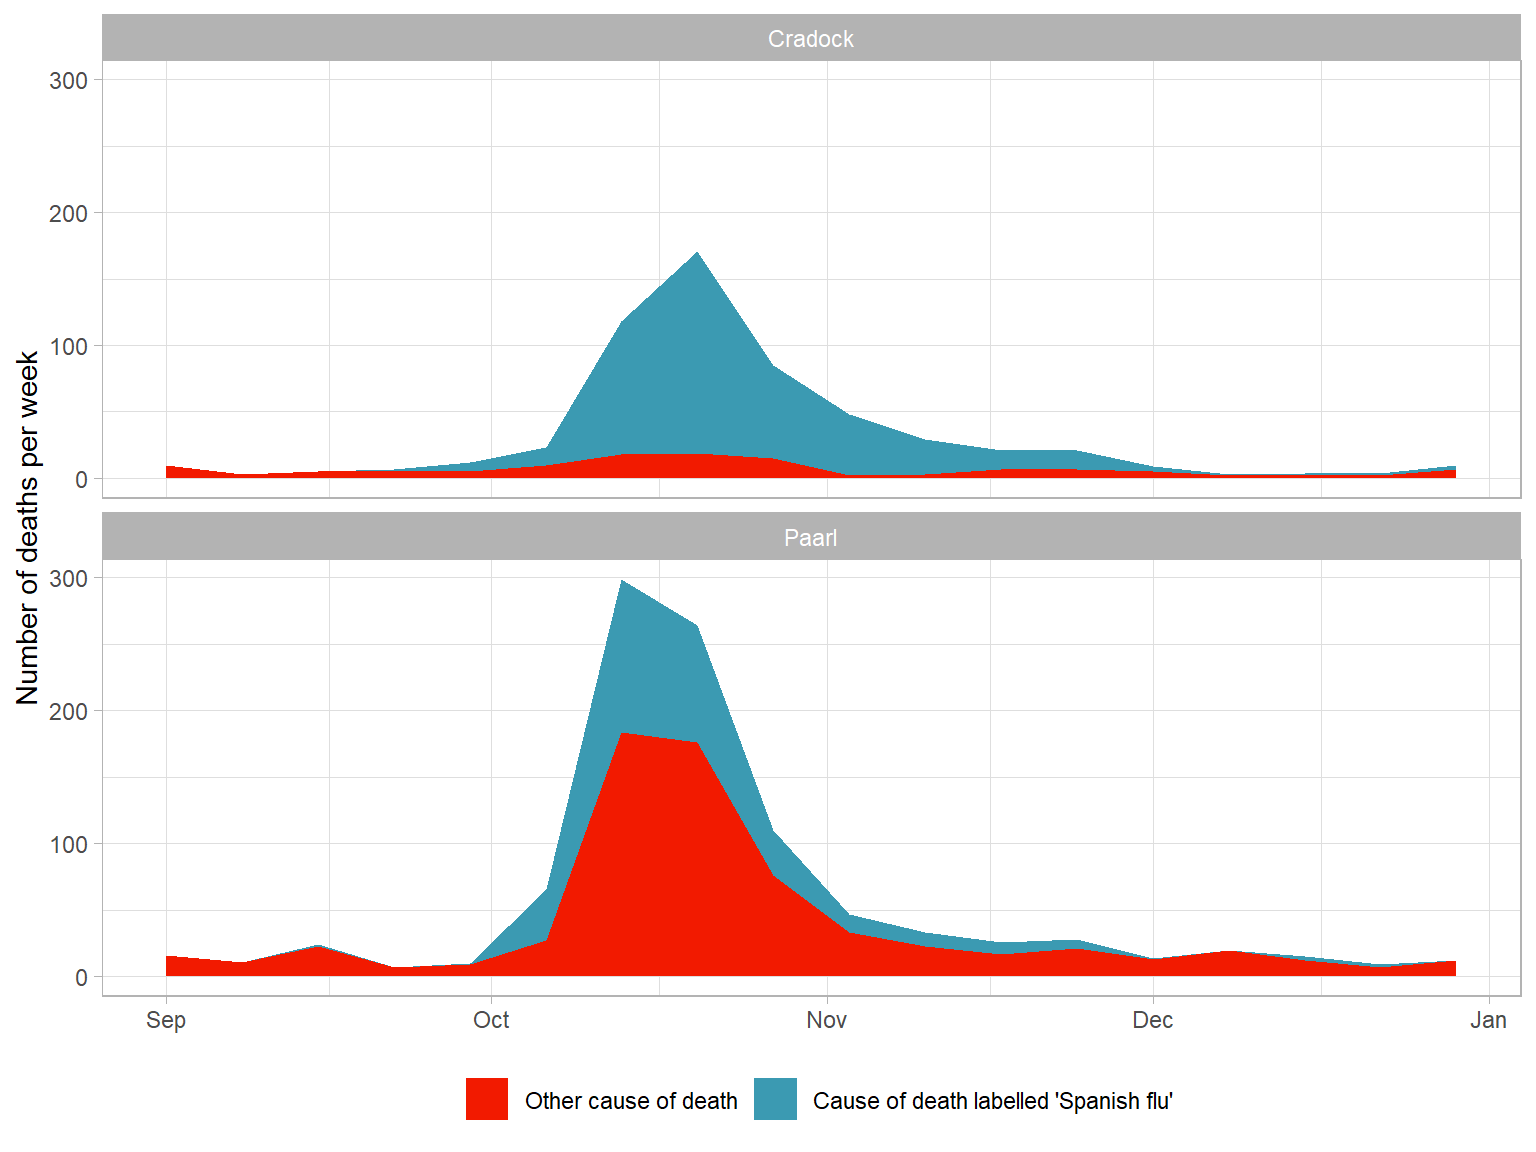 Cradock
300
200
100
0
Number of deaths per week
Paarl
300
200
100
0
Sep Oct Nov Dec Jan
Other cause of death Cause of death labelled 'Spanish flu'